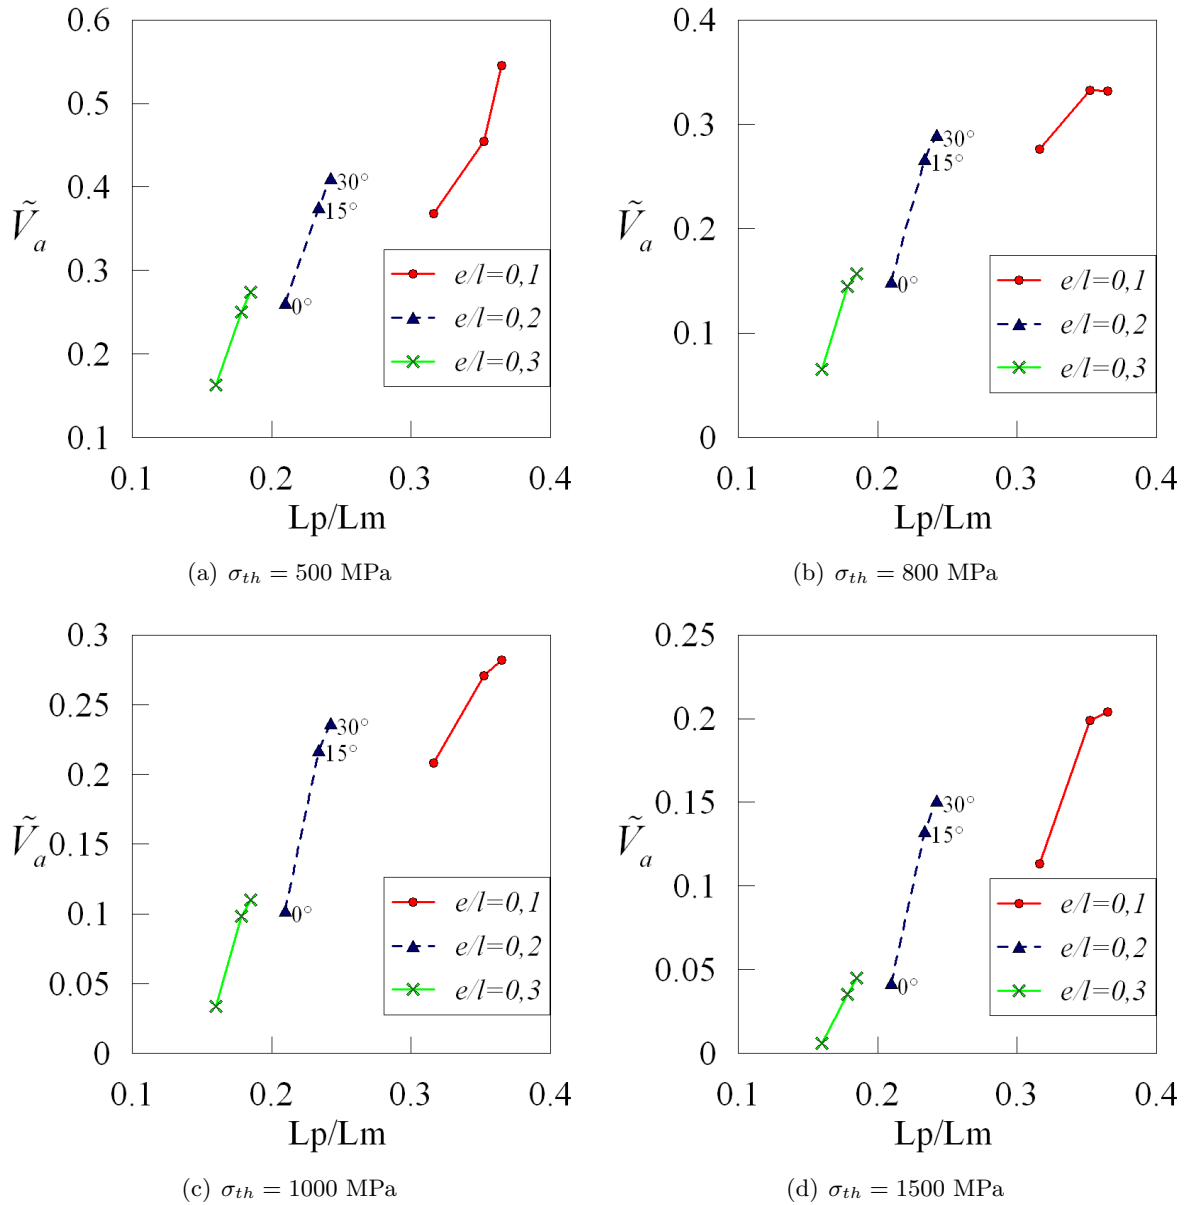 0.6
0.5
0.4
0.3
0.2
0.1
Ṽₐ
30°
15°
0°
e/l=0,1
e/l=0,2
e/l=0,3
0.1 0.2 0.3 0.4
Lp/Lm
(a) σ_th = 500 MPa
0.4
0.3
0.2
0.1
0
Ṽₐ
30°
15°
0°
e/l=0,1
e/l=0,2
e/l=0,3
0.1 0.2 0.3 0.4
Lp/Lm
(b) σ_th = 800 MPa
0.3
0.25
0.2
0.15
0.1
0.05
0
Ṽₐ
30°
15°
0°
e/l=0,1
e/l=0,2
e/l=0,3
0.1 0.2 0.3 0.4
Lp/Lm
(c) σ_th = 1000 MPa
0.25
0.2
0.15
0.1
0.05
0
Ṽₐ
30°
15°
0°
e/l=0,1
e/l=0,2
e/l=0,3
0.1 0.2 0.3 0.4
Lp/Lm
(d) σ_th = 1500 MPa